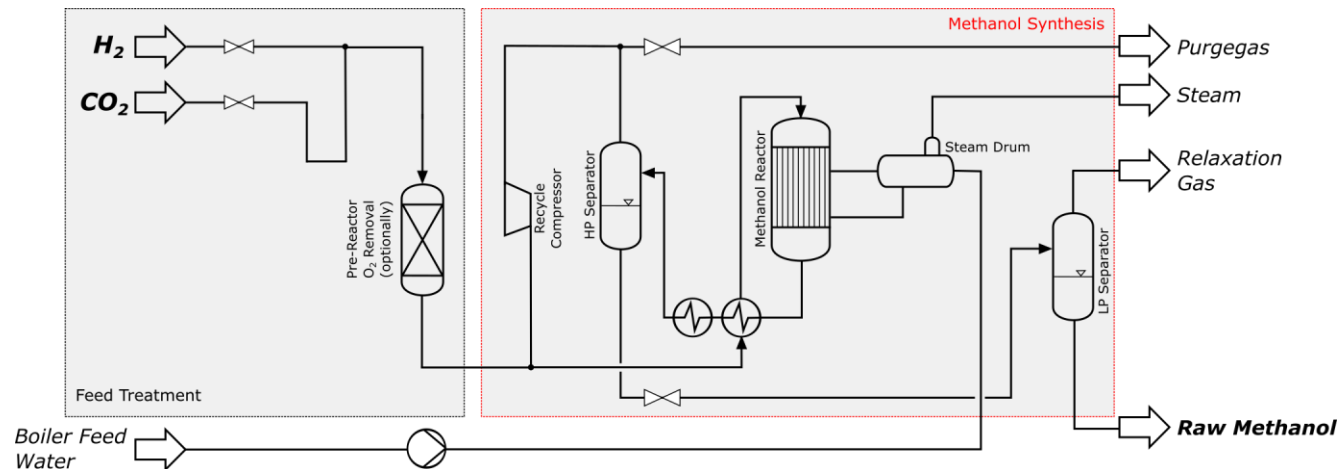 Methanol Synthesis
H₂
CO₂
Purgegas
Steam
Relaxation
Gas
Steam Drum
Methanol Reactor
HP Separator
Recycle
Compressor
Pre-Reactor
O₂ Removal
(optionally)
LP Separator
Feed Treatment
Boiler Feed
Water
Raw Methanol